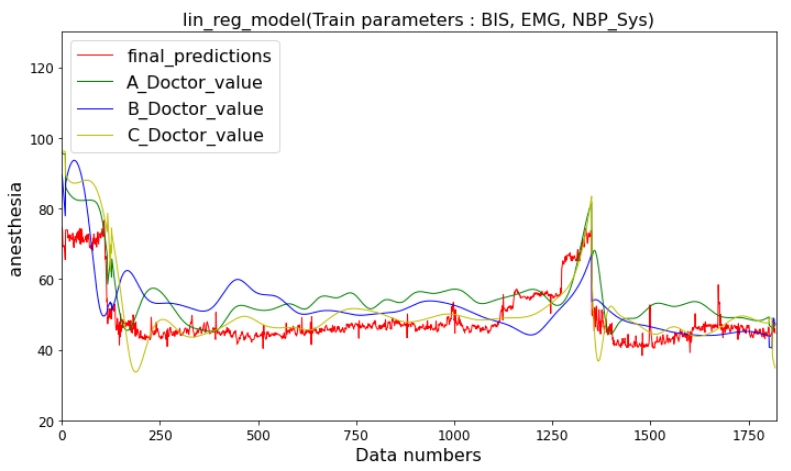 lin_reg_model(Train parameters : BIS, EMG, NBP_Sys)
final_predictions
A_Doctor_value
B_Doctor_value
C_Doctor_value
anesthesia
120
100
80
60
40
20
0 250 500 750 1000 1250 1500 1750
Data numbers